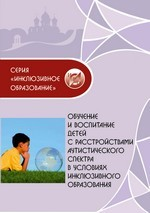 СЕРИЯ
«ИНКЛЮЗИВНОЕ
ОБРАЗОВАНИЕ»
ОБУЧЕНИЕ
И ВОСПИТАНИЕ
ДЕТЕЙ
С РАССТРОЙСТВАМИ
АУТИСТИЧЕСКОГО
СПЕКТРА
В УСЛОВИЯХ
ИНКЛЮЗИВНОГО
ОБРАЗОВАНИЯ